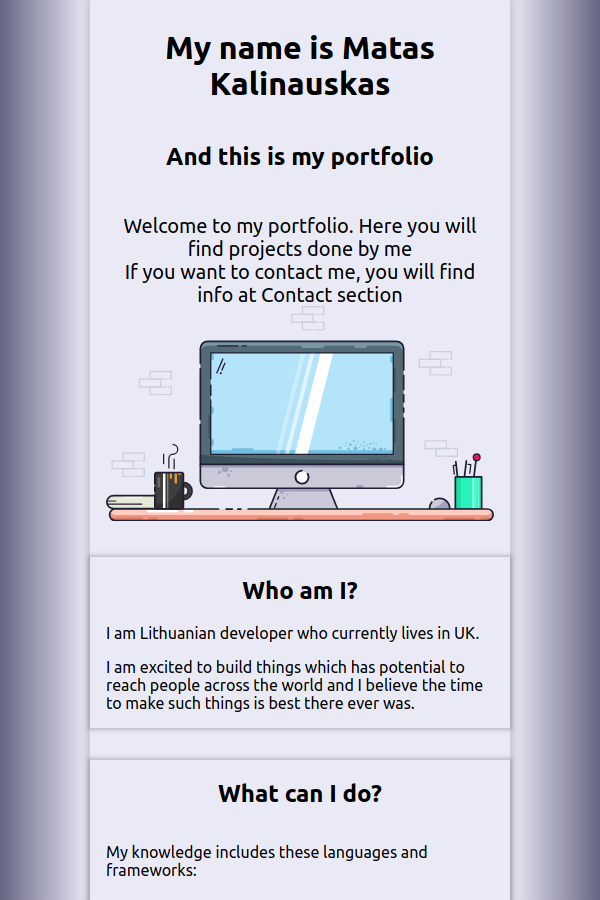 My name is Matas
Kalinauskas
And this is my portfolio
Welcome to my portfolio. Here you will
find projects done by me
If you want to contact me, you will find
info at Contact section
Who am I?
I am Lithuanian developer who currently lives in UK.
I am excited to build things which has potential to
reach people across the world and I believe the time
to make such things is best there ever was.
What can I do?
My knowledge includes these languages and
frameworks: